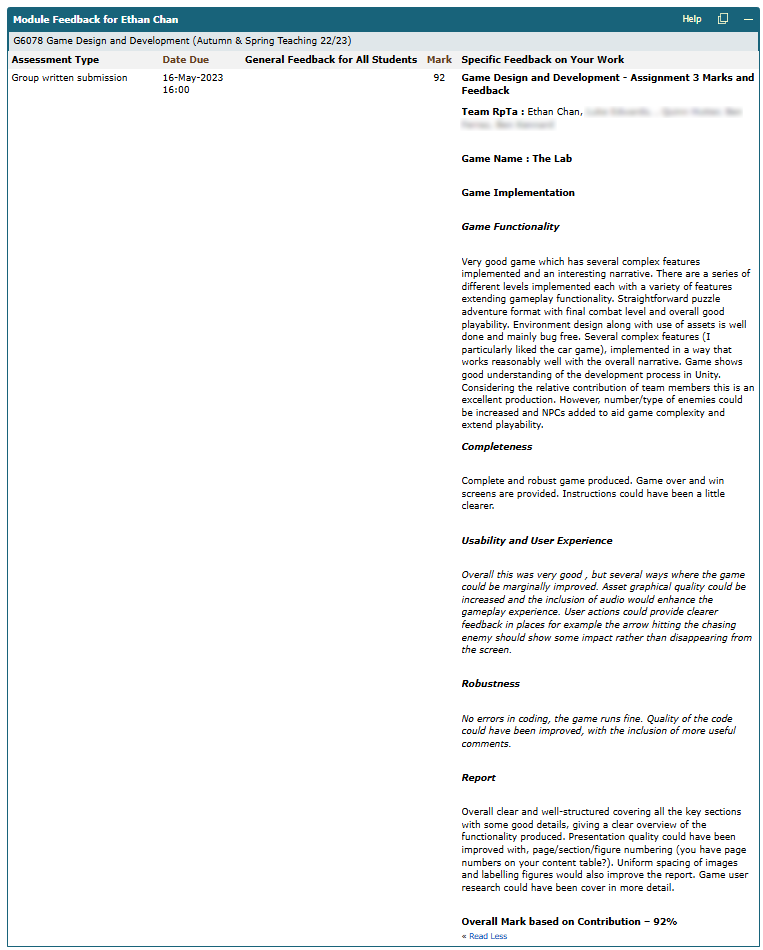 Module Feedback for Ethan Chan
Help
G6078 Game Design and Development (Autumn & Spring Teaching 22/23)
Assessment Type Date Due General Feedback for All Students Mark Specific Feedback on Your Work
Group written submission
16-May-2023
16:00
92
Game Design and Development - Assignment 3 Marks and
Feedback
Team RpTa : Ethan Chan,
Game Name : The Lab
Game Implementation
Game Functionality
Very good game which has several complex features
implemented and an interesting narrative. There are a series of
different levels implemented each with a variety of features
extending gameplay functionality. Straightforward puzzle
adventure format with final combat level and overall good
playability. Environment design along with use of assets is well
done and mainly bug free. Several complex features (I
particularly liked the car game), implemented in a way that
works reasonably well with the overall narrative. Game shows
good understanding of the development process in Unity.
Considering the relative contribution of team members this is an
excellent production. However, number/type of enemies could
be increased and NPCs added to aid game complexity and
extend playability.
Completeness
Complete and robust game produced. Game over and win
screens are provided. Instructions could have been a little
clearer.
Usability and User Experience
Overall this was very good , but several ways where the game
could be marginally improved. Asset graphical quality could be
increased and the inclusion of audio would enhance the
gameplay experience. User actions could provide clearer
feedback in places for example the arrow hitting the chasing
enemy should show some impact rather than disappearing from
the screen.
Robustness
No errors in coding, the game runs fine. Quality of the code
could have been improved, with the inclusion of more useful
comments.
Report
Overall clear and well-structured covering all the key sections
with some good details, giving a clear overview of the
functionality produced. Presentation quality could have been
improved with, page/section/figure numbering (you have page
numbers on your content table?). Uniform spacing of images
and labelling figures would also improve the report. Game user
research could have been cover in more detail.
Overall Mark based on Contribution – 92%
« Read Less